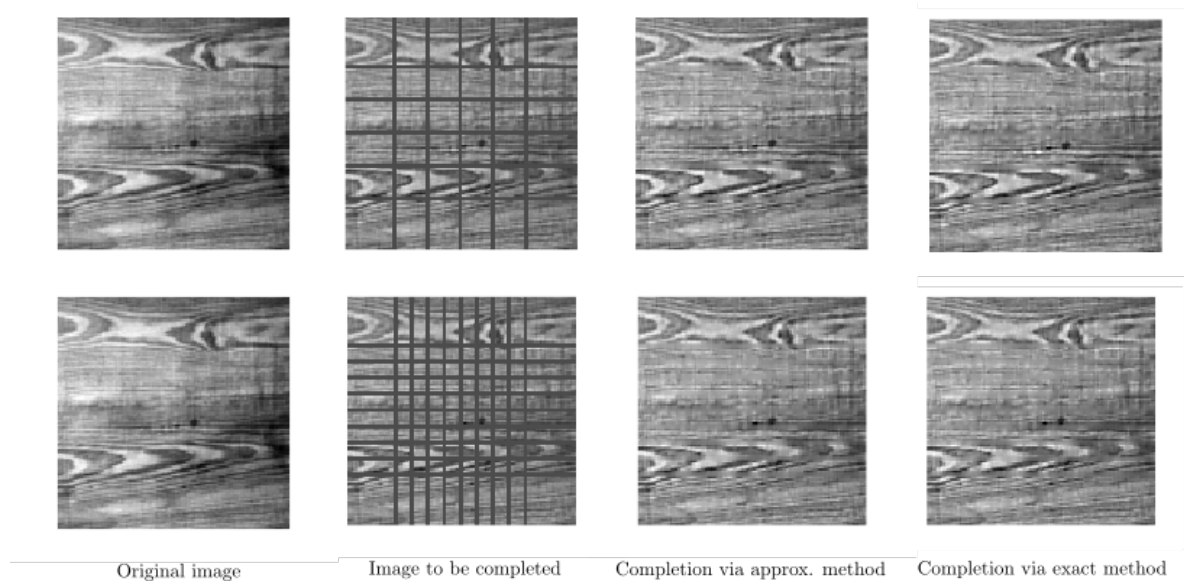 Original image
Image to be completed
Completion via approx. method
Completion via exact method